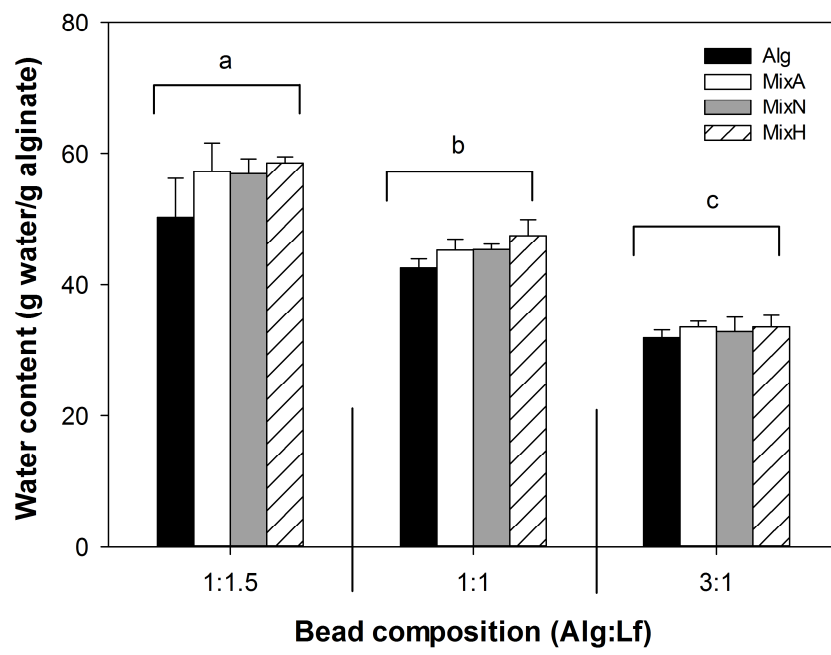 80
60
40
20
0
Water content (g water/g alginate)
a
b
c
Alg
MixA
MixN
MixH
1:1.5
1:1
3:1
Bead composition (Alg:Lf)